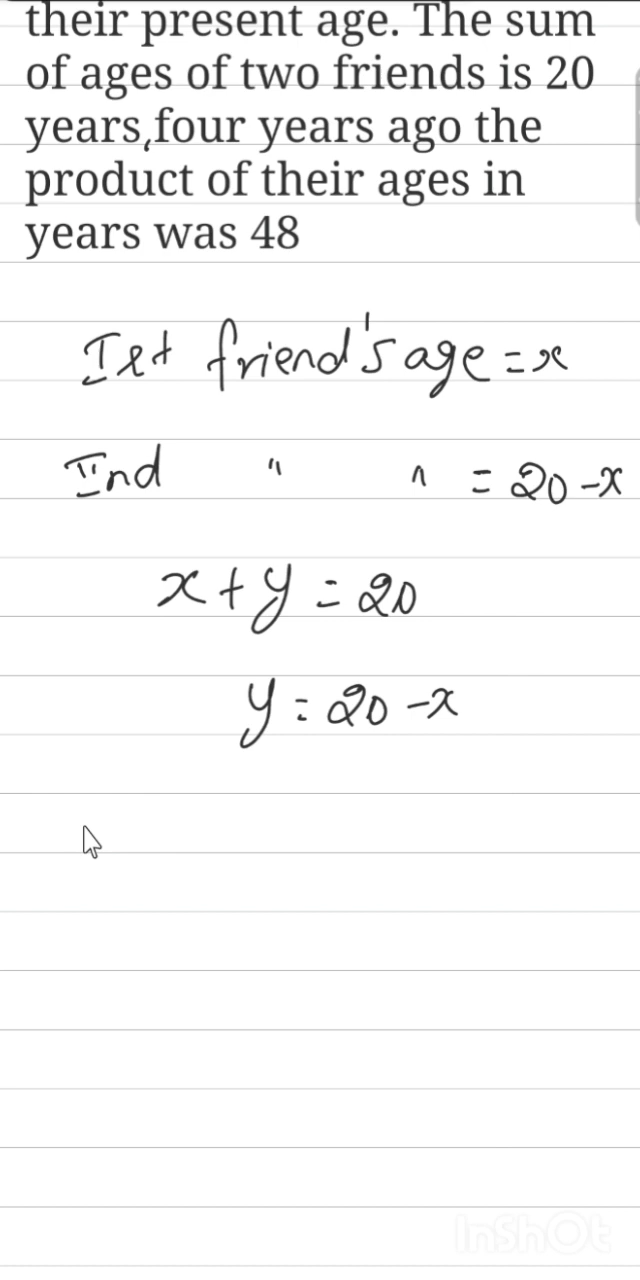 their present age. The sum
of ages of two friends is 20
years,four years ago the
product of their ages in
years was 48
Ist friend's age = x
IInd " " = 20 - x
x + y = 20
y = 20 - x
InShOt